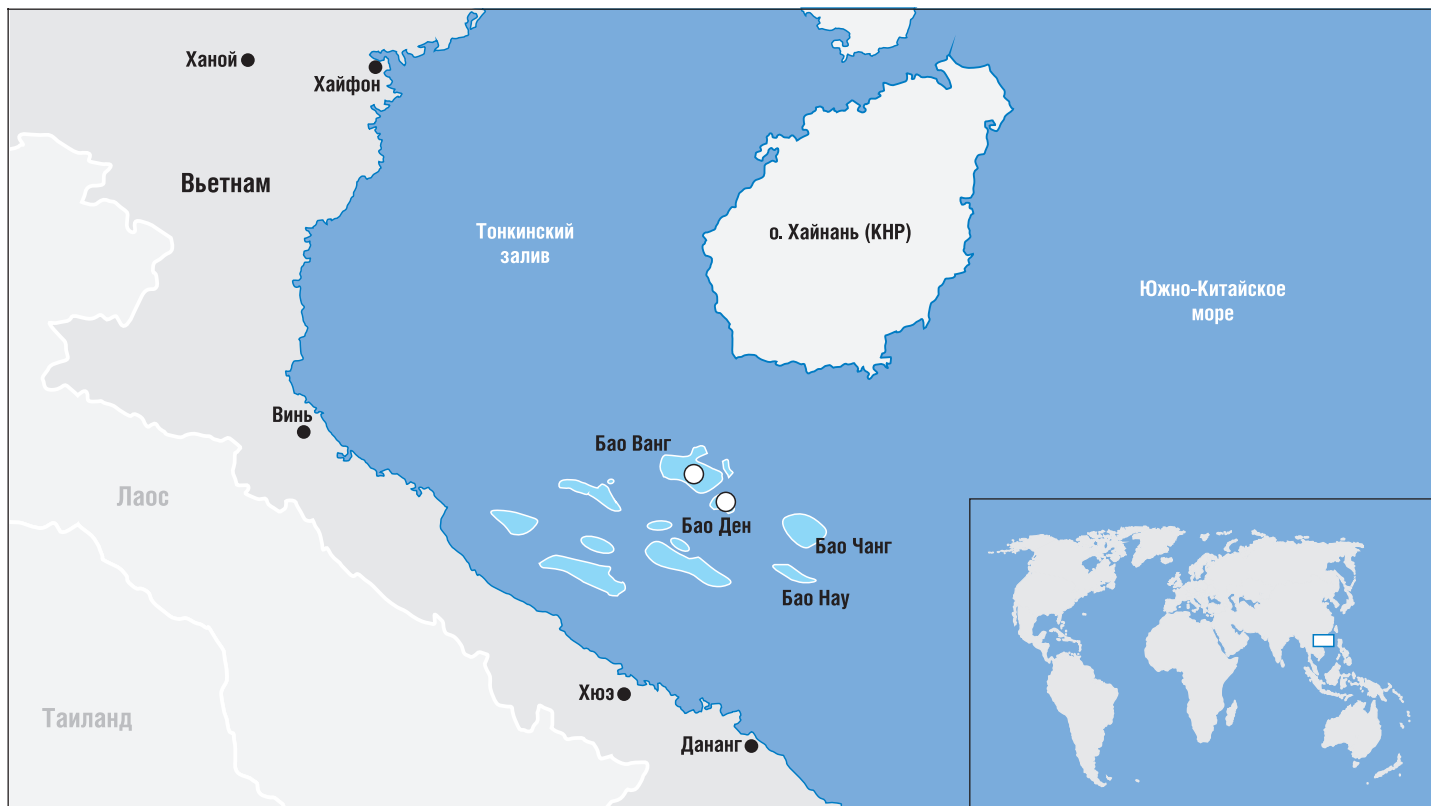 Ханой
Хайфон
Вьетнам
Тонкинский
залив
о. Хайнань (КНР)
Южно-Китайское
море
Винь
Бао Ванг
Лаос
Бао Ден
Бао Чанг
Бао Нау
Хюэ
Таиланд
Дананг